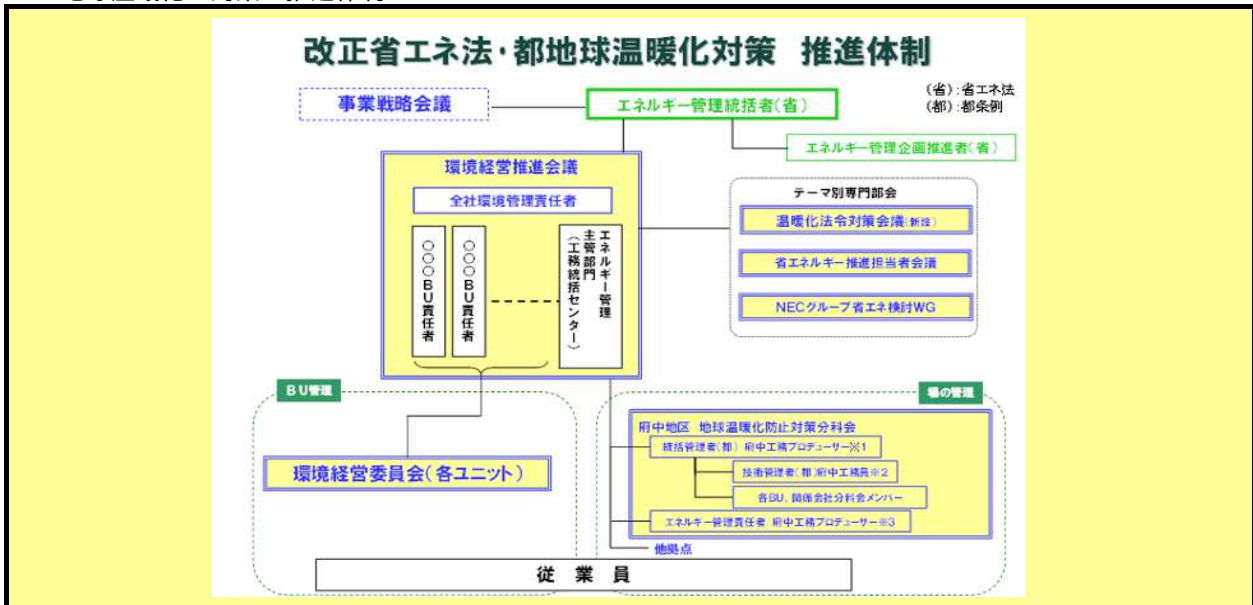 改正省エネ法・都地球温暖化対策 推進体制
(省):省エネ法
(都):都条例
事業戦略会議
エネルギー管理統括者(省)
エネルギー管理企画推進者(省)
環境経営推進会議
全社環境管理責任者
○○○BU責任者
○○○BU責任者
エネルギー管理
主管部門
(工務統括センター)
テーマ別専門部会
温暖化法令対策会議(新設)
省エネルギー推進担当者会議
NECグループ省エネ検討WG
BU管理
場の管理
環境経営委員会(各ユニット)
府中地区 地球温暖化防止対策分科会
統括管理者(都) 府中工務プロデューサー※1
技術管理者(都)府中工務員※2
各BU、関係会社分科会メンバー
エネルギー管理責任者 府中工務プロデューサー※3
他拠点
従業員